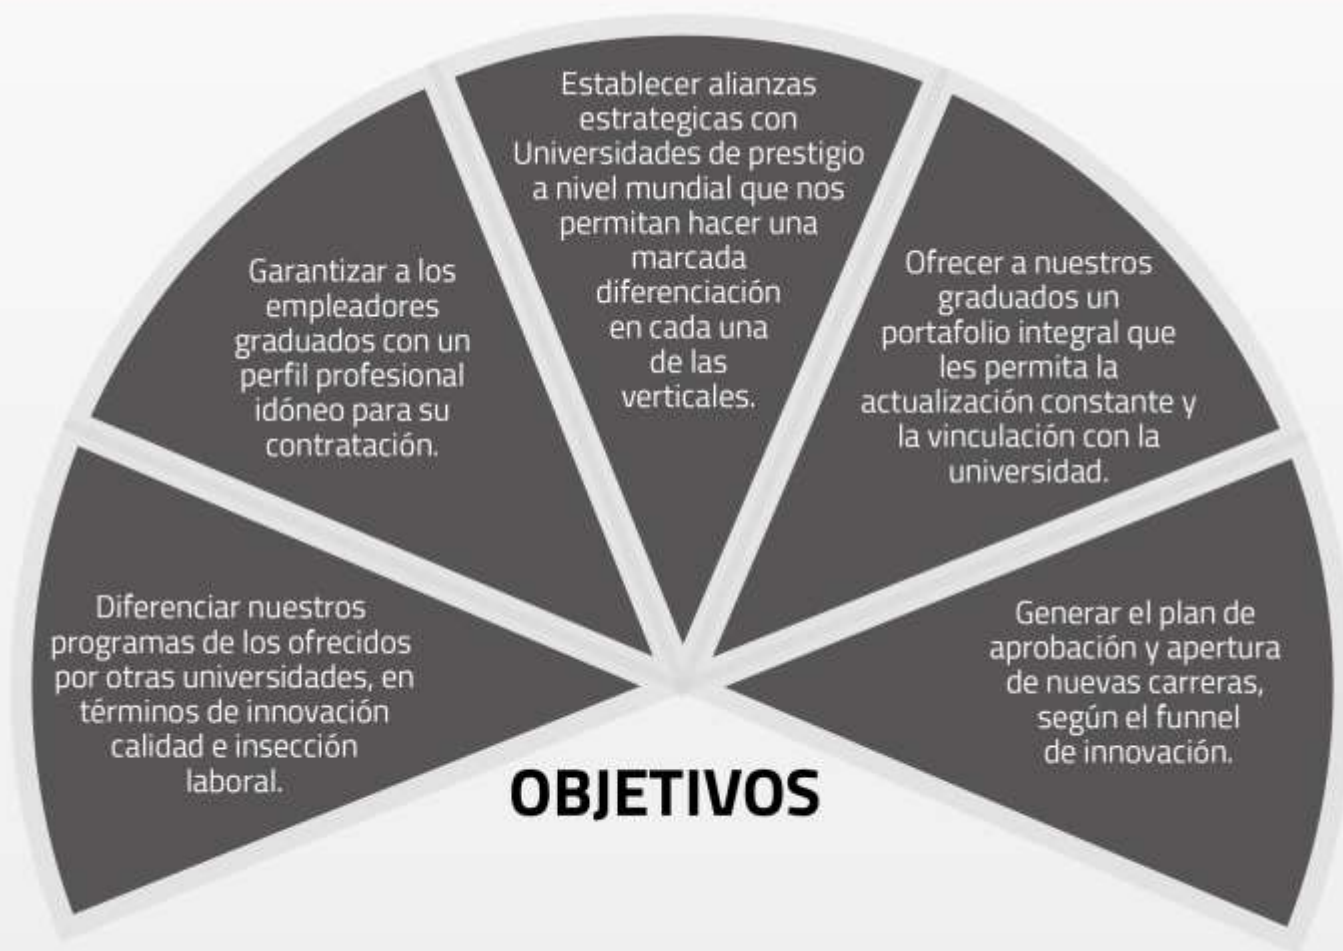 Diferenciar nuestros
programas de los ofrecidos
por otras universidades, en
términos de innovación
calidad e insección
laboral.
Garantizar a los
empleadores
graduados con un
perfil profesional
idóneo para su
contratación.
Establecer alianzas
estrategicas con
Universidades de prestigio
a nivel mundial que nos
permitan hacer una
marcada
diferenciación
en cada una
de las
verticales.
Ofrecer a nuestros
graduados un
portafolio integral que
les permita la
actualización constante y
la vinculación con la
universidad.
Generar el plan de
aprobación y apertura
de nuevas carreras,
según el funnel
de innovación.
OBJETIVOS